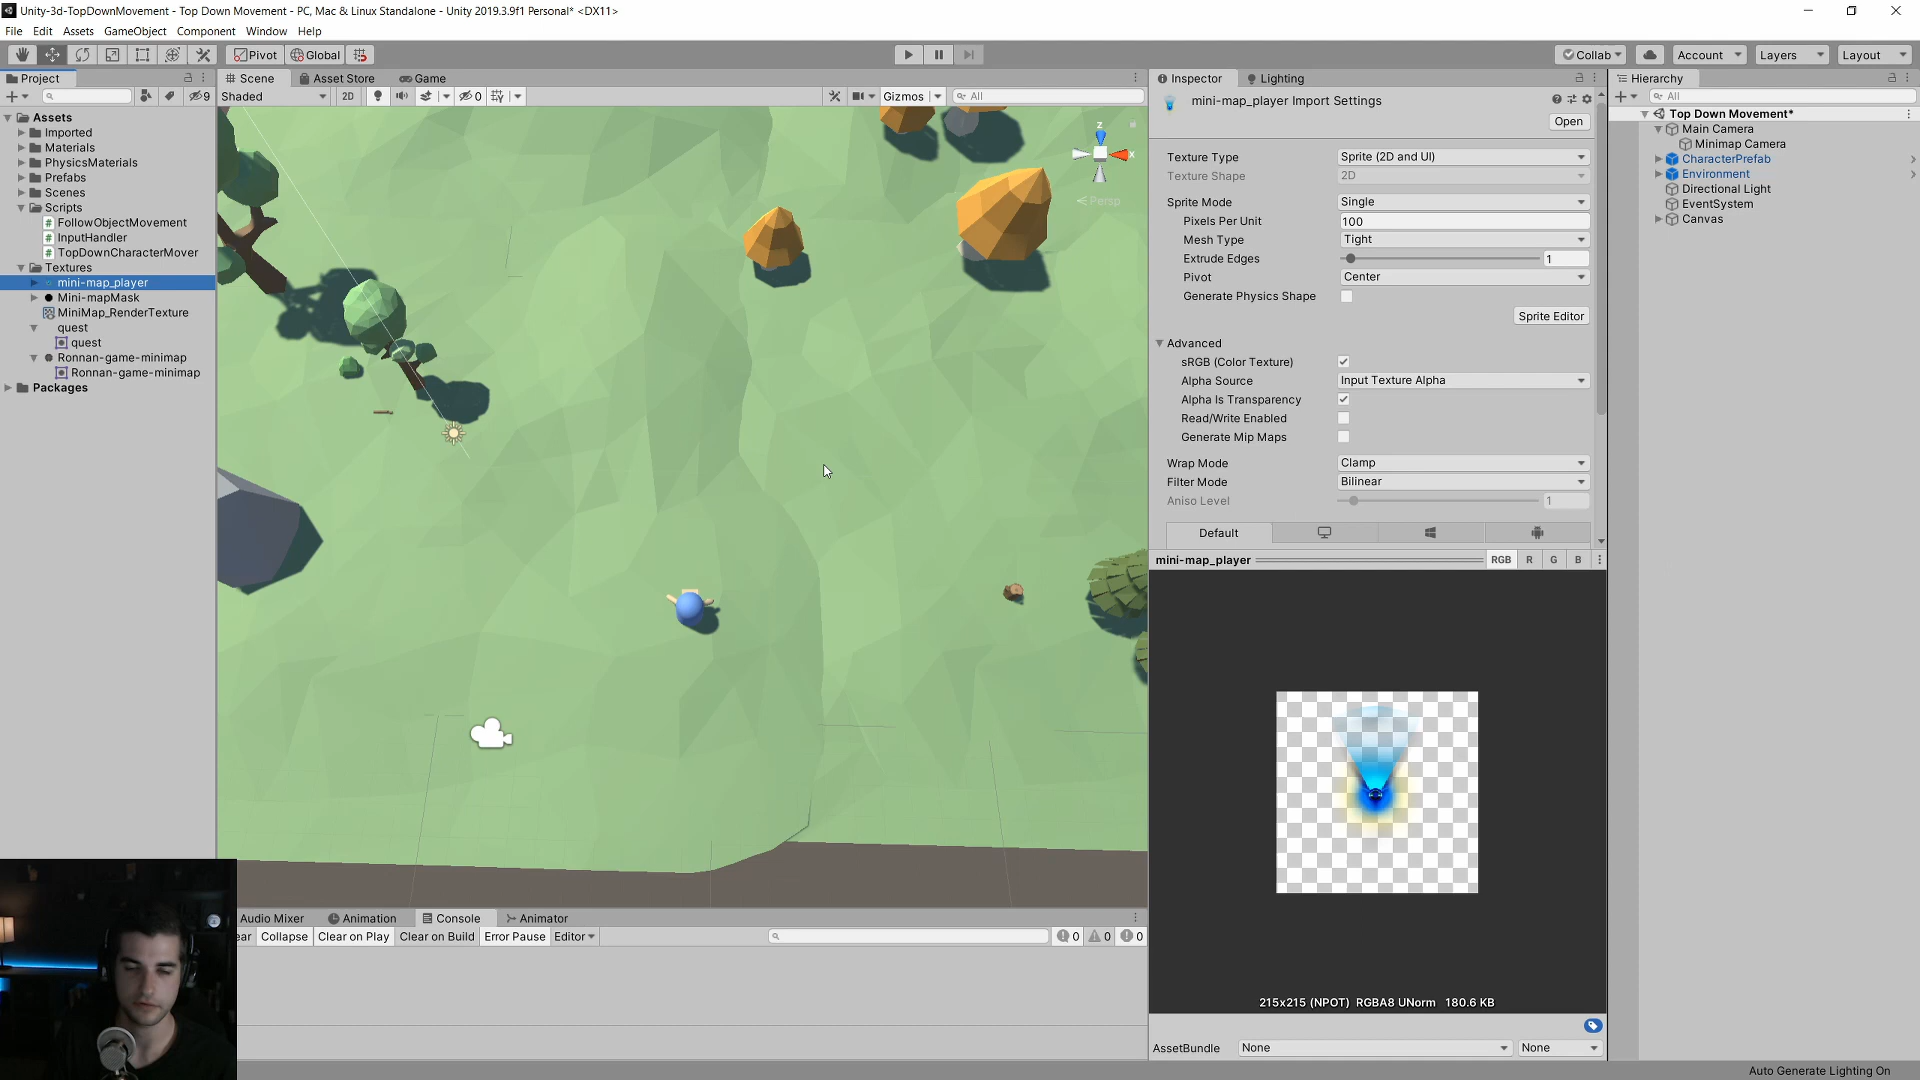 Unity-3d-TopDownMovement - Top Down Movement - PC, Mac & Linux Standalone - Unity 2019.3.9f1 Personal* <DX11>
File Edit Assets GameObject Component Window Help
Pivot Global Collab Account Layers Layout
Project
9
Assets
Imported
Materials
PhysicsMaterials
Prefabs
Scenes
Scripts
FollowObjectMovement
InputHandler
TopDownCharacterMover
Textures
mini-map_player
Mini-mapMask
MiniMap_RenderTexture
quest
quest
Ronnan-game-minimap
Ronnan-game-minimap
Packages
Scene Asset Store Game
Shaded 2D 0 Gizmos All
z
x
Persp
Audio Mixer Animation Console Animator
ear Collapse Clear on Play Clear on Build Error Pause Editor 0 0 0
Inspector Lighting
mini-map_player Import Settings
Open
Texture Type Sprite (2D and UI)
Texture Shape 2D
Sprite Mode Single
Pixels Per Unit 100
Mesh Type Tight
Extrude Edges 1
Pivot Center
Generate Physics Shape
Sprite Editor
Advanced
sRGB (Color Texture)
Alpha Source Input Texture Alpha
Alpha Is Transparency
Read/Write Enabled
Generate Mip Maps
Wrap Mode Clamp
Filter Mode Bilinear
Aniso Level 1
Default
mini-map_player RGB R G B
215x215 (NPOT) RGBA8 UNorm 180.6 KB
AssetBundle None None
Hierarchy
All
Top Down Movement*
Main Camera
Minimap Camera
CharacterPrefab
Environment
Directional Light
EventSystem
Canvas
Auto Generate Lighting On